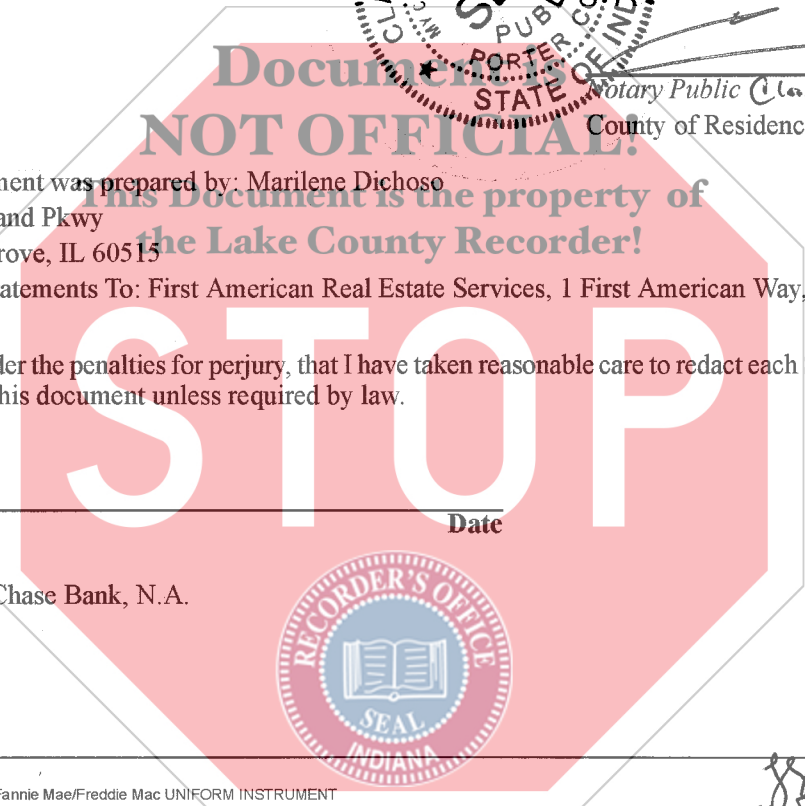 PUBL
PORTER CO
STATE OF IND
Document is
Notary Public
NOT OFFICIAL!
County of Residenc
ment was prepared by: Marilene Dichoso
This Document is the property of
and Pkwy
the Lake County Recorder!
rove, IL 60515
atements To: First American Real Estate Services, 1 First American Way,
STOP
der the penalties for perjury, that I have taken reasonable care to redact each
his document unless required by law.
Date
Chase Bank, N.A.
RECORDER'S OFFICE
SEAL
INDIANA
Fannie Mae/Freddie Mac UNIFORM INSTRUMENT